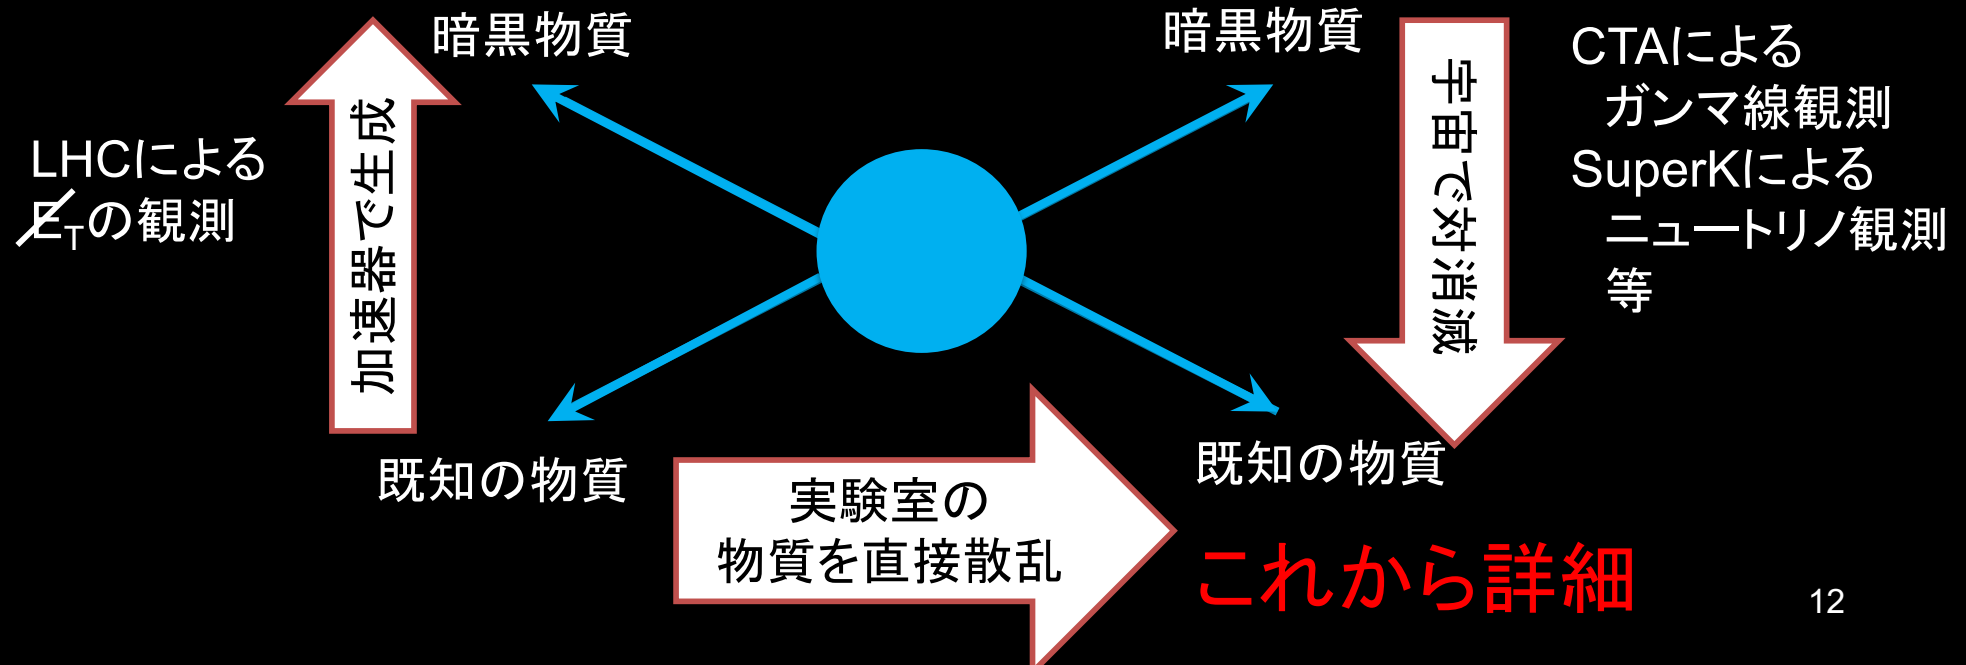 暗黒物質
暗黒物質
LHCによる
E̸Tの観測
加速器で生成
宇宙で対消滅
CTAによる
ガンマ線観測
SuperKによる
ニュートリノ観測
等
既知の物質
既知の物質
実験室の
物質を直接散乱
これから詳細
12